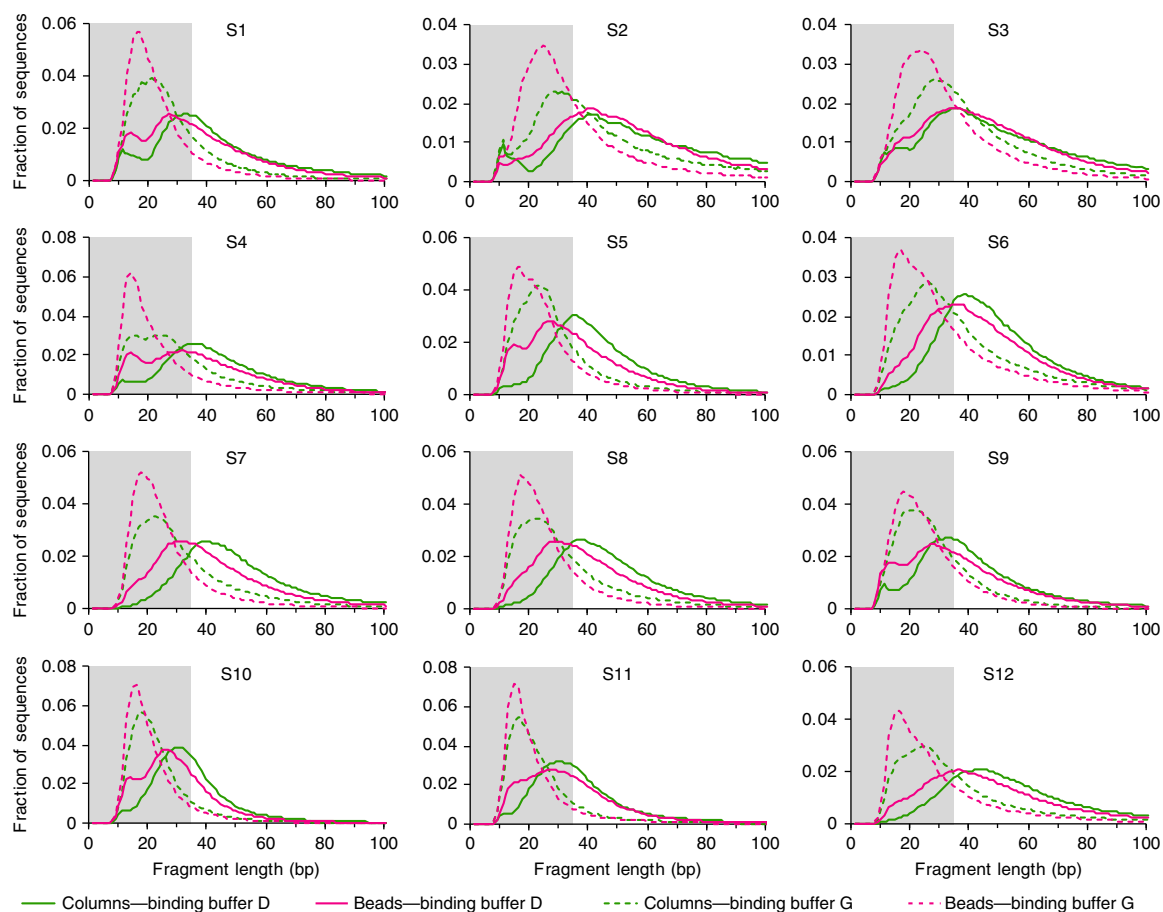 S1 S2 S3
Fraction of sequences
0.06 0.05 0.05
0.04 0.04
0.04
0.03 0.03
0.02 0.02
0.02
0.01 0.01
0 0 0
0 20 40 60 80 100 0 20 40 60 80 100 0 20 40 60 80 100
S4 S5 S6
Fraction of sequences
0.08 0.06 0.04
0.06 0.03
0.04
0.04 0.02
0.02
0.02 0.01
0 0 0
0 20 40 60 80 100 0 20 40 60 80 100 0 20 40 60 80 100
S7 S8 S9
Fraction of sequences
0.06 0.06 0.06
0.04 0.04 0.04
0.02 0.02 0.02
0 0 0
0 20 40 60 80 100 0 20 40 60 80 100 0 20 40 60 80 100
S10 S11 S12
Fraction of sequences
0.08 0.08 0.06
0.06 0.06
0.04
0.04 0.04
0.02
0.02 0.02
0 0 0
0 20 40 60 80 100 0 20 40 60 80 100 0 20 40 60 80 100
Fragment length (bp) Fragment length (bp) Fragment length (bp)
Columns—binding buffer D Beads—binding buffer D Columns—binding buffer G Beads—binding buffer G